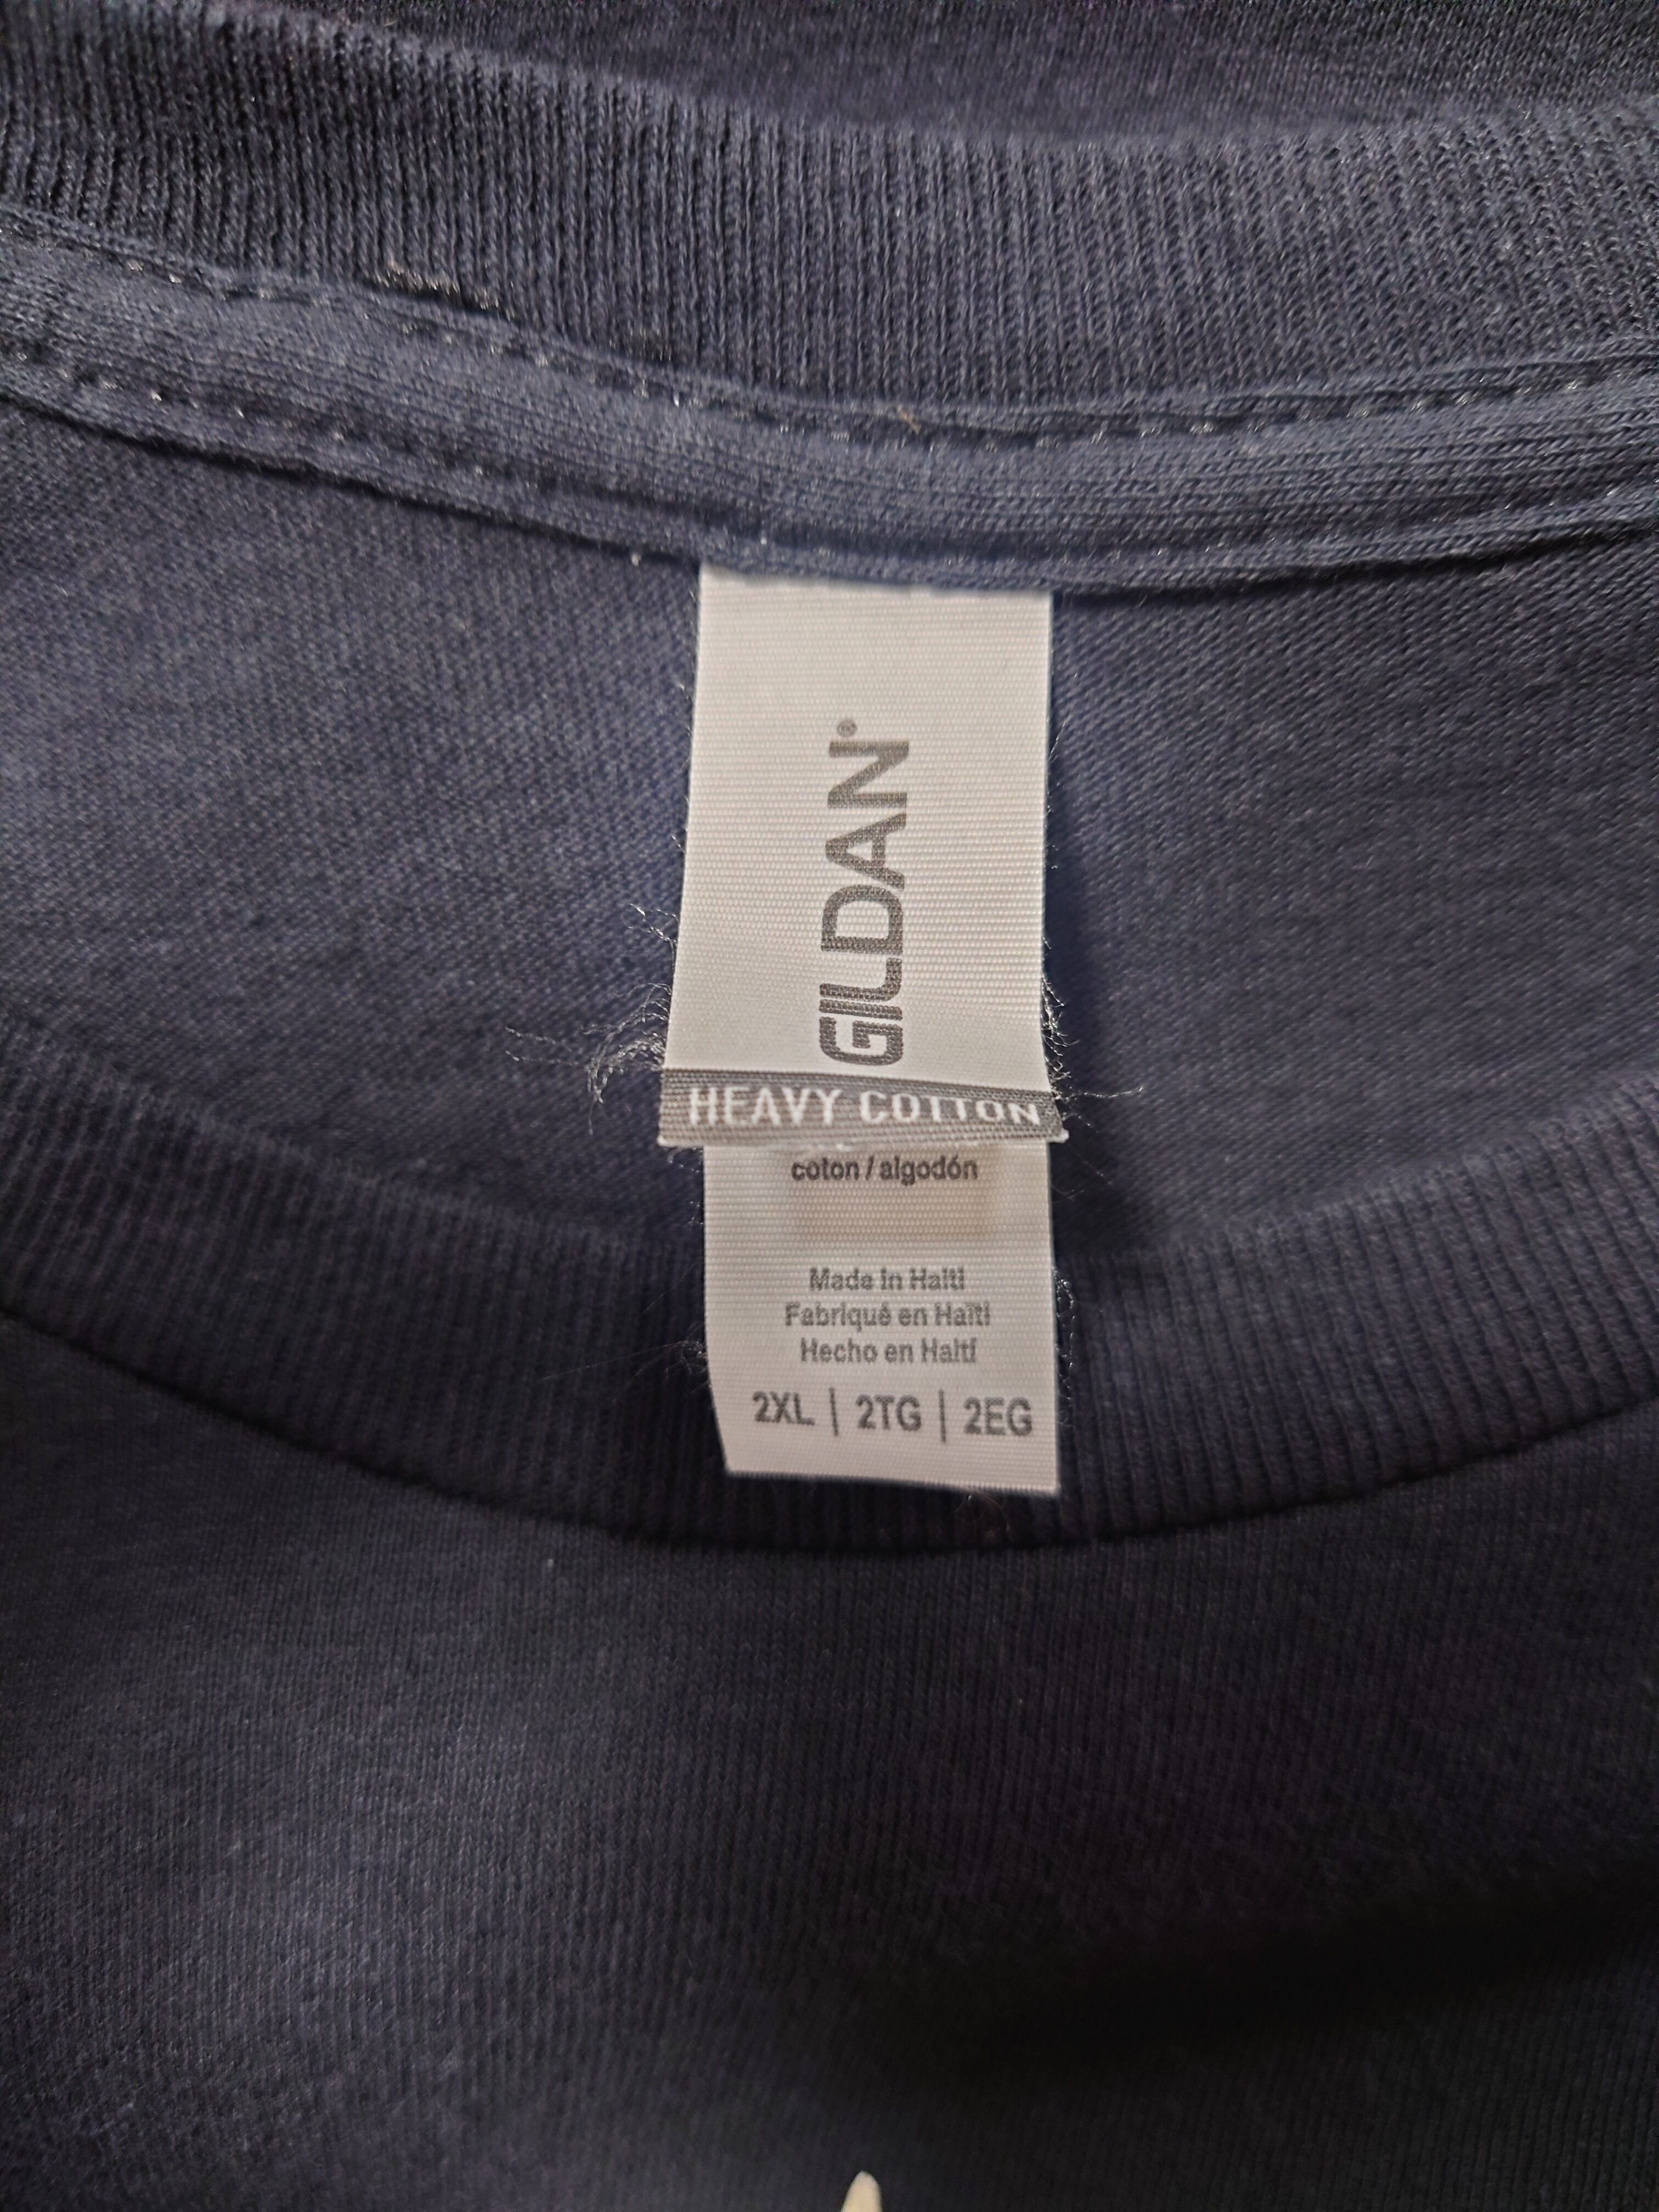 GILDAN®
HEAVY COTTON
coton / algodón
Made in Haiti
Fabriqué en Haïti
Hecho en Haití
2XL | 2TG | 2EG